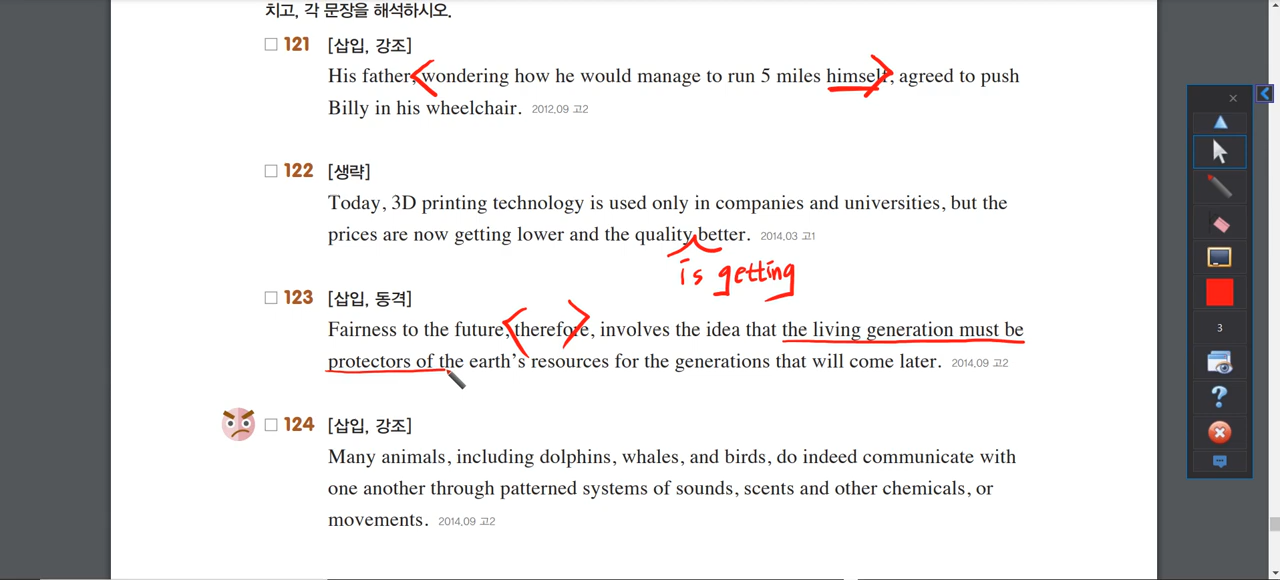 치고, 각 문장을 해석하시오.
121 [삽입, 강조]
His father, wondering how he would manage to run 5 miles himself, agreed to push
Billy in his wheelchair. 2012.09 고2
122 [생략]
Today, 3D printing technology is used only in companies and universities, but the
prices are now getting lower and the quality better. 2014.03 고1
is getting
123 [삽입, 동격]
Fairness to the future, therefore, involves the idea that the living generation must be
protectors of the earth's resources for the generations that will come later. 2014.09 고2
124 [삽입, 강조]
Many animals, including dolphins, whales, and birds, do indeed communicate with
one another through patterned systems of sounds, scents and other chemicals, or
movements. 2014.09 고2
3